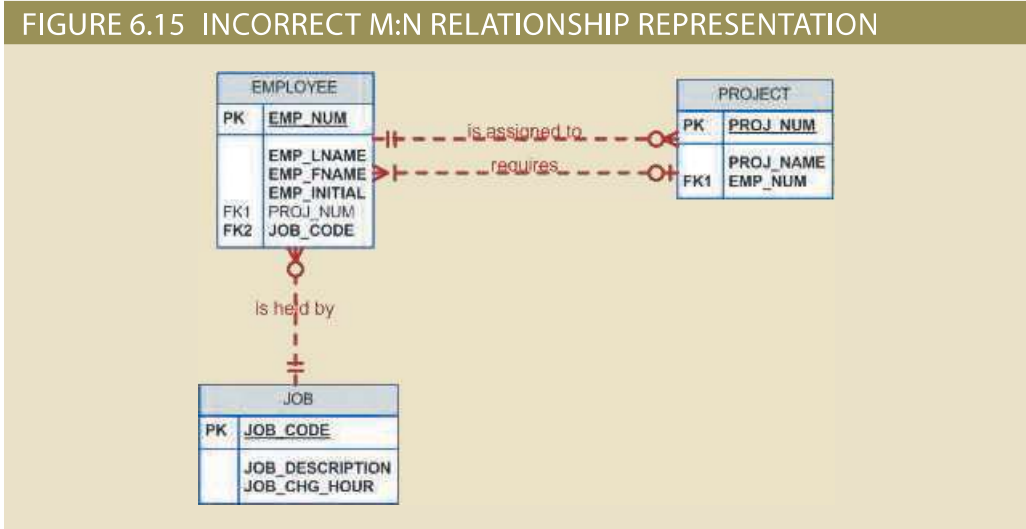 FIGURE 6.15 INCORRECT M:N RELATIONSHIP REPRESENTATION
EMPLOYEE
PK EMP_NUM
EMP_LNAME
EMP_FNAME
EMP_INITIAL
FK1 PROJ_NUM
FK2 JOB_CODE
is assigned to
requires
PROJECT
PK PROJ_NUM
PROJ_NAME
FK1 EMP_NUM
is held by
JOB
PK JOB_CODE
JOB_DESCRIPTION
JOB_CHG_HOUR